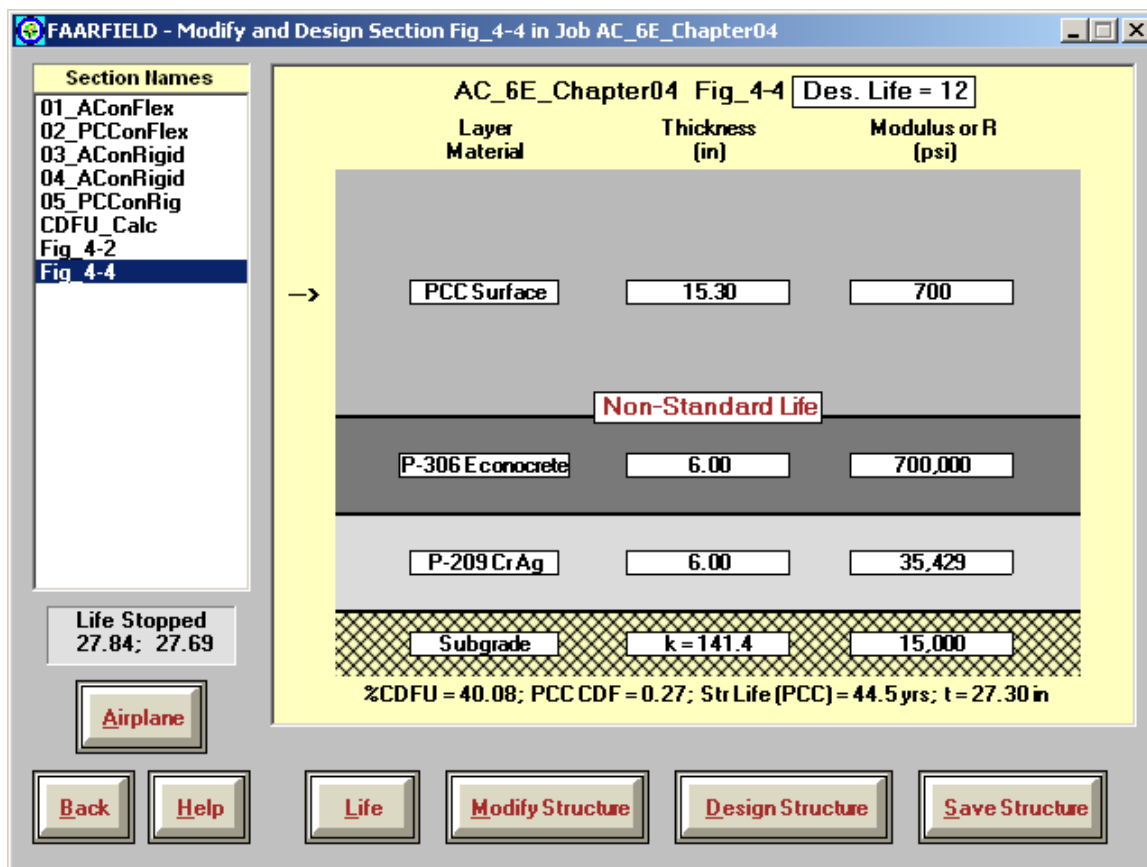 FAARFIELD - Modify and Design Section Fig_4-4 in Job AC_6E_Chapter04
Section Names
01_AConFlex
02_PCConFlex
03_AConRigid
04_AConRigid
05_PCConRig
CDFU_Calc
Fig_4-2
Fig_4-4
Life Stopped
27.84; 27.69
Airplane
Back
Help
AC_6E_Chapter04 Fig_4-4 Des. Life = 12
Layer Material
Thickness (in)
Modulus or R (psi)
-->
PCC Surface 15.30 700
Non-Standard Life
P-306 Econocrete 6.00 700,000
P-209 CrAg 6.00 35,429
Subgrade k = 141.4 15,000
%CDFU = 40.08; PCC CDF = 0.27; Str Life (PCC) = 44.5 yrs; t = 27.30 in
Life
Modify Structure
Design Structure
Save Structure